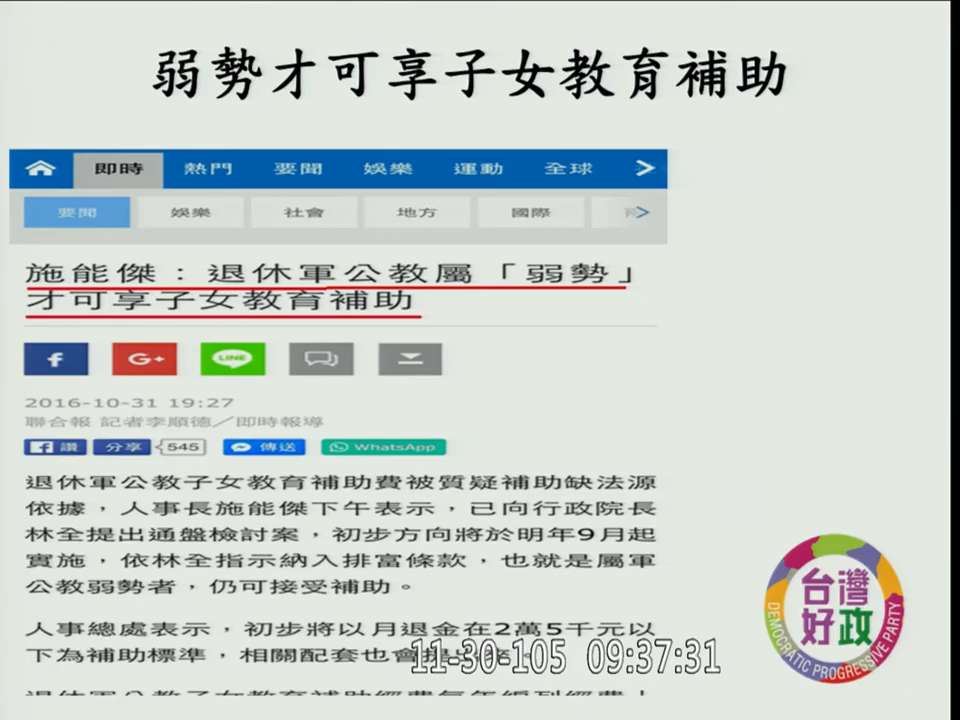 弱勢才可享子女教育補助
即時 熱門 要聞 娛樂 運動 全球
要聞 娛樂 社會 地方 國際
施能傑：退休軍公教屬「弱勢」
才可享子女教育補助
f G+ LINE
2016-10-31 19:27
聯合報 記者李順德／即時報導
讚 分享 545 傳送 WhatsApp
退休軍公教子女教育補助費被質疑補助缺法源
依據，人事長施能傑下午表示，已向行政院長
林全提出通盤檢討案，初步方向將於明年9月起
實施，依林全指示納入排富條款，也就是屬軍
公教弱勢者，仍可接受補助。
人事總處表示，初步將以月退金在2萬5千元以
下為補助標準，相關配套也會
11-30-105 09:37:31
台灣
好政
DEMOCRATIC PROGRESSIVE PARTY